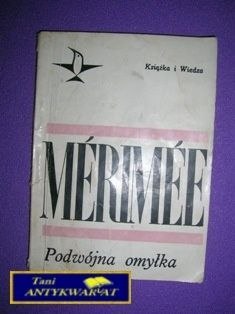 Książka i Wiedza
MÉRIMÉE
Podwójna omyłka
Tani
ANTYKWARIAT